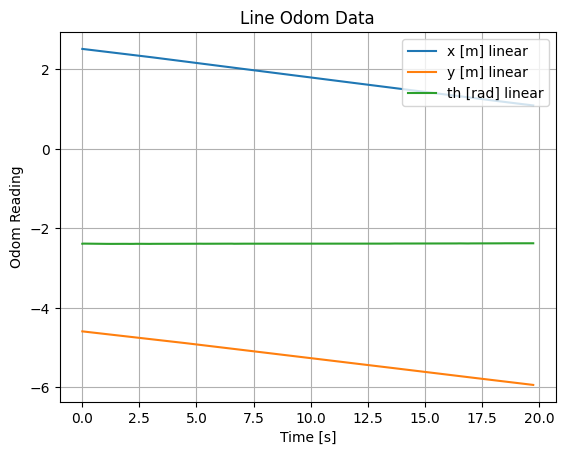 Line Odom Data
x [m] linear
y [m] linear
th [rad] linear
Odom Reading
2
0
−2
−4
−6
0.0 2.5 5.0 7.5 10.0 12.5 15.0 17.5 20.0
Time [s]